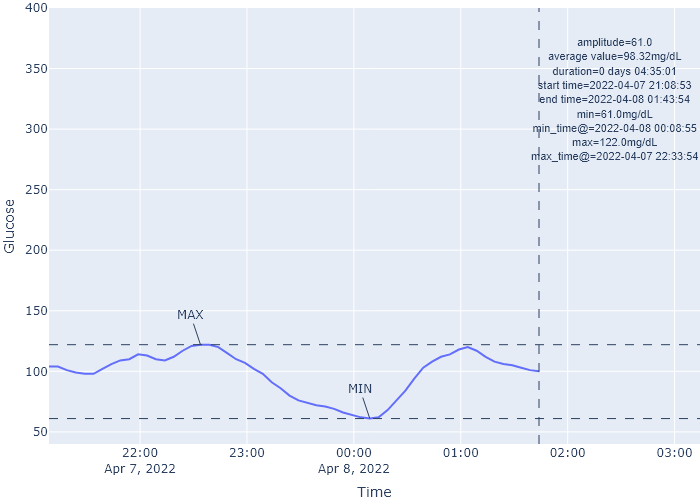 400
350
300
250
200
150
100
50
Glucose
amplitude=61.0
average value=98.32mg/dL
duration=0 days 04:35:01
start time=2022-04-07 21:08:53
end time=2022-04-08 01:43:54
min=61.0mg/dL
min_time@=2022-04-08 00:08:55
max=122.0mg/dL
max_time@=2022-04-07 22:33:54
MAX
MIN
22:00 23:00 00:00 01:00 02:00 03:00
Apr 7, 2022 Apr 8, 2022
Time